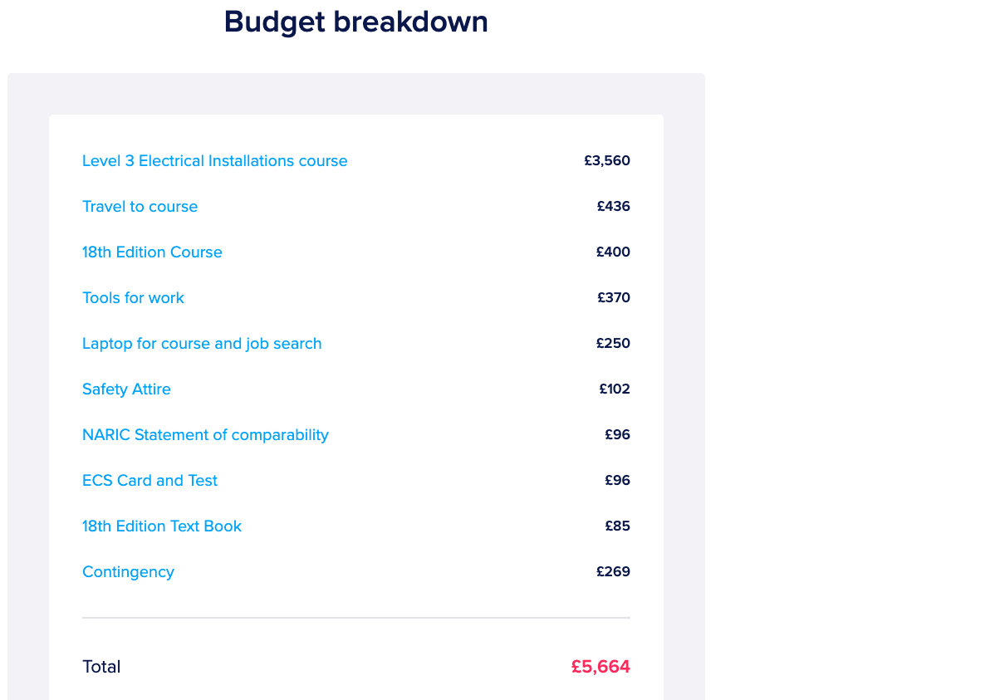 Budget breakdown
Level 3 Electrical Installations course £3,560
Travel to course £436
18th Edition Course £400
Tools for work £370
Laptop for course and job search £250
Safety Attire £102
NARIC Statement of comparability £96
ECS Card and Test £96
18th Edition Text Book £85
Contingency £269
Total £5,664